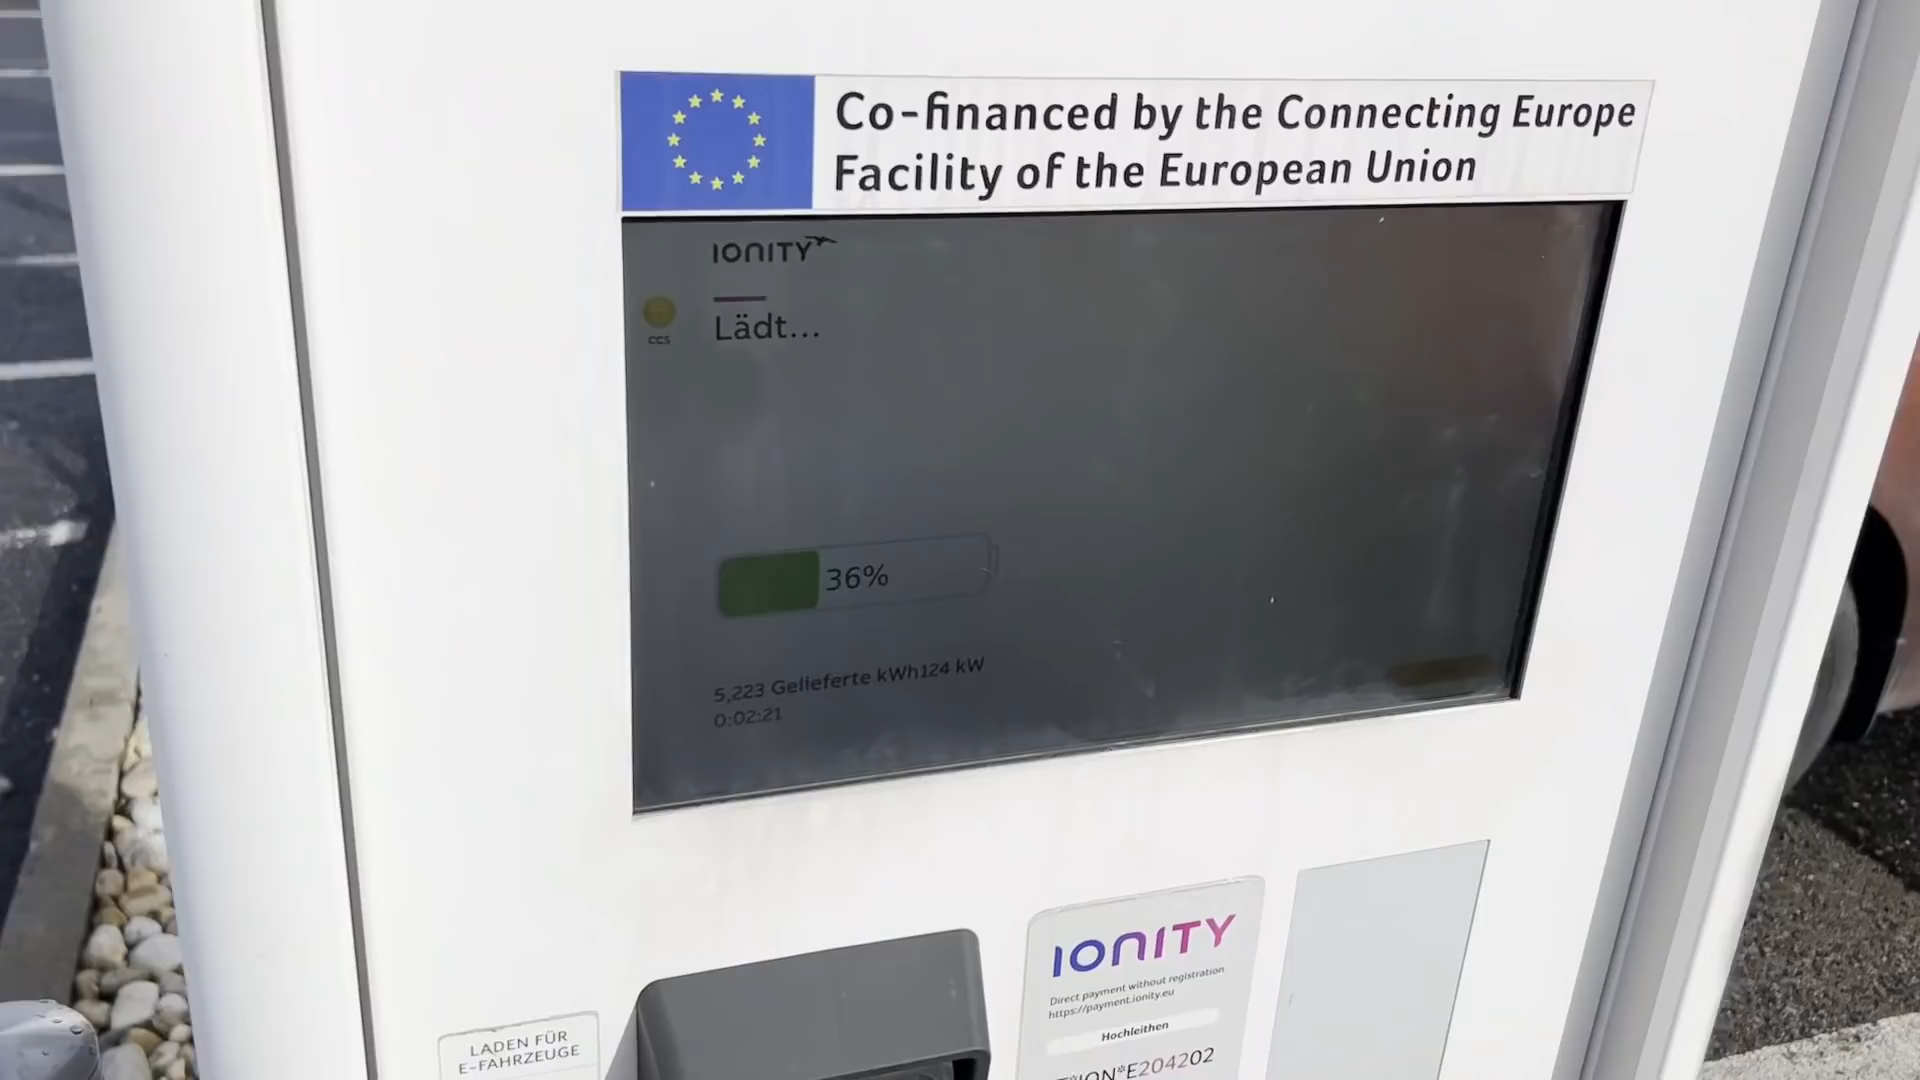 Co-financed by the Connecting Europe
Facility of the European Union
IONITY
CCS
Lädt...
36%
5,223 Gelieferte kWh124 kW
0:02:21
IONITY
Direct payment without registration
https://payment.ionity.eu
Hochleithen
*ION*E204202
LADEN FÜR
E-FAHRZEUGE